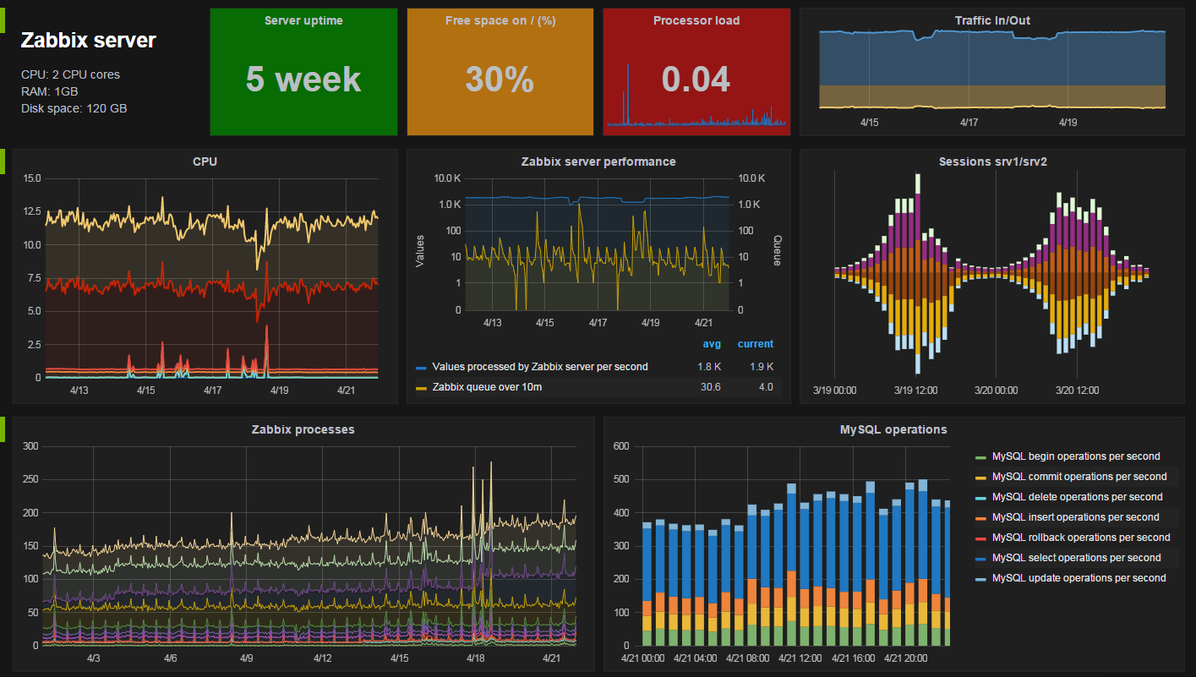 Zabbix server
CPU: 2 CPU cores
RAM: 1GB
Disk space: 120 GB
Server uptime
5 week
Free space on / (%)
30%
Processor load
0.04
Traffic In/Out
4/15 4/17 4/19
CPU
15.0
12.5
10.0
7.5
5.0
2.5
0
4/13 4/15 4/17 4/19 4/21
Zabbix server performance
Values
10.0 K
1.0 K
100
10
1
0
10.0 K
1.0 K
100
10
1
0
Queue
4/13 4/15 4/17 4/19 4/21
avg current
Values processed by Zabbix server per second 1.8 K 1.9 K
Zabbix queue over 10m 30.6 4.0
Sessions srv1/srv2
3/19 00:00 3/19 12:00 3/20 00:00 3/20 12:00
Zabbix processes
300
250
200
150
100
50
0
4/3 4/6 4/9 4/12 4/15 4/18 4/21
MySQL operations
600
500
400
300
200
100
0
4/21 00:00 4/21 04:00 4/21 08:00 4/21 12:00 4/21 16:00 4/21 20:00
MySQL begin operations per second
MySQL commit operations per second
MySQL delete operations per second
MySQL insert operations per second
MySQL rollback operations per second
MySQL select operations per second
MySQL update operations per second